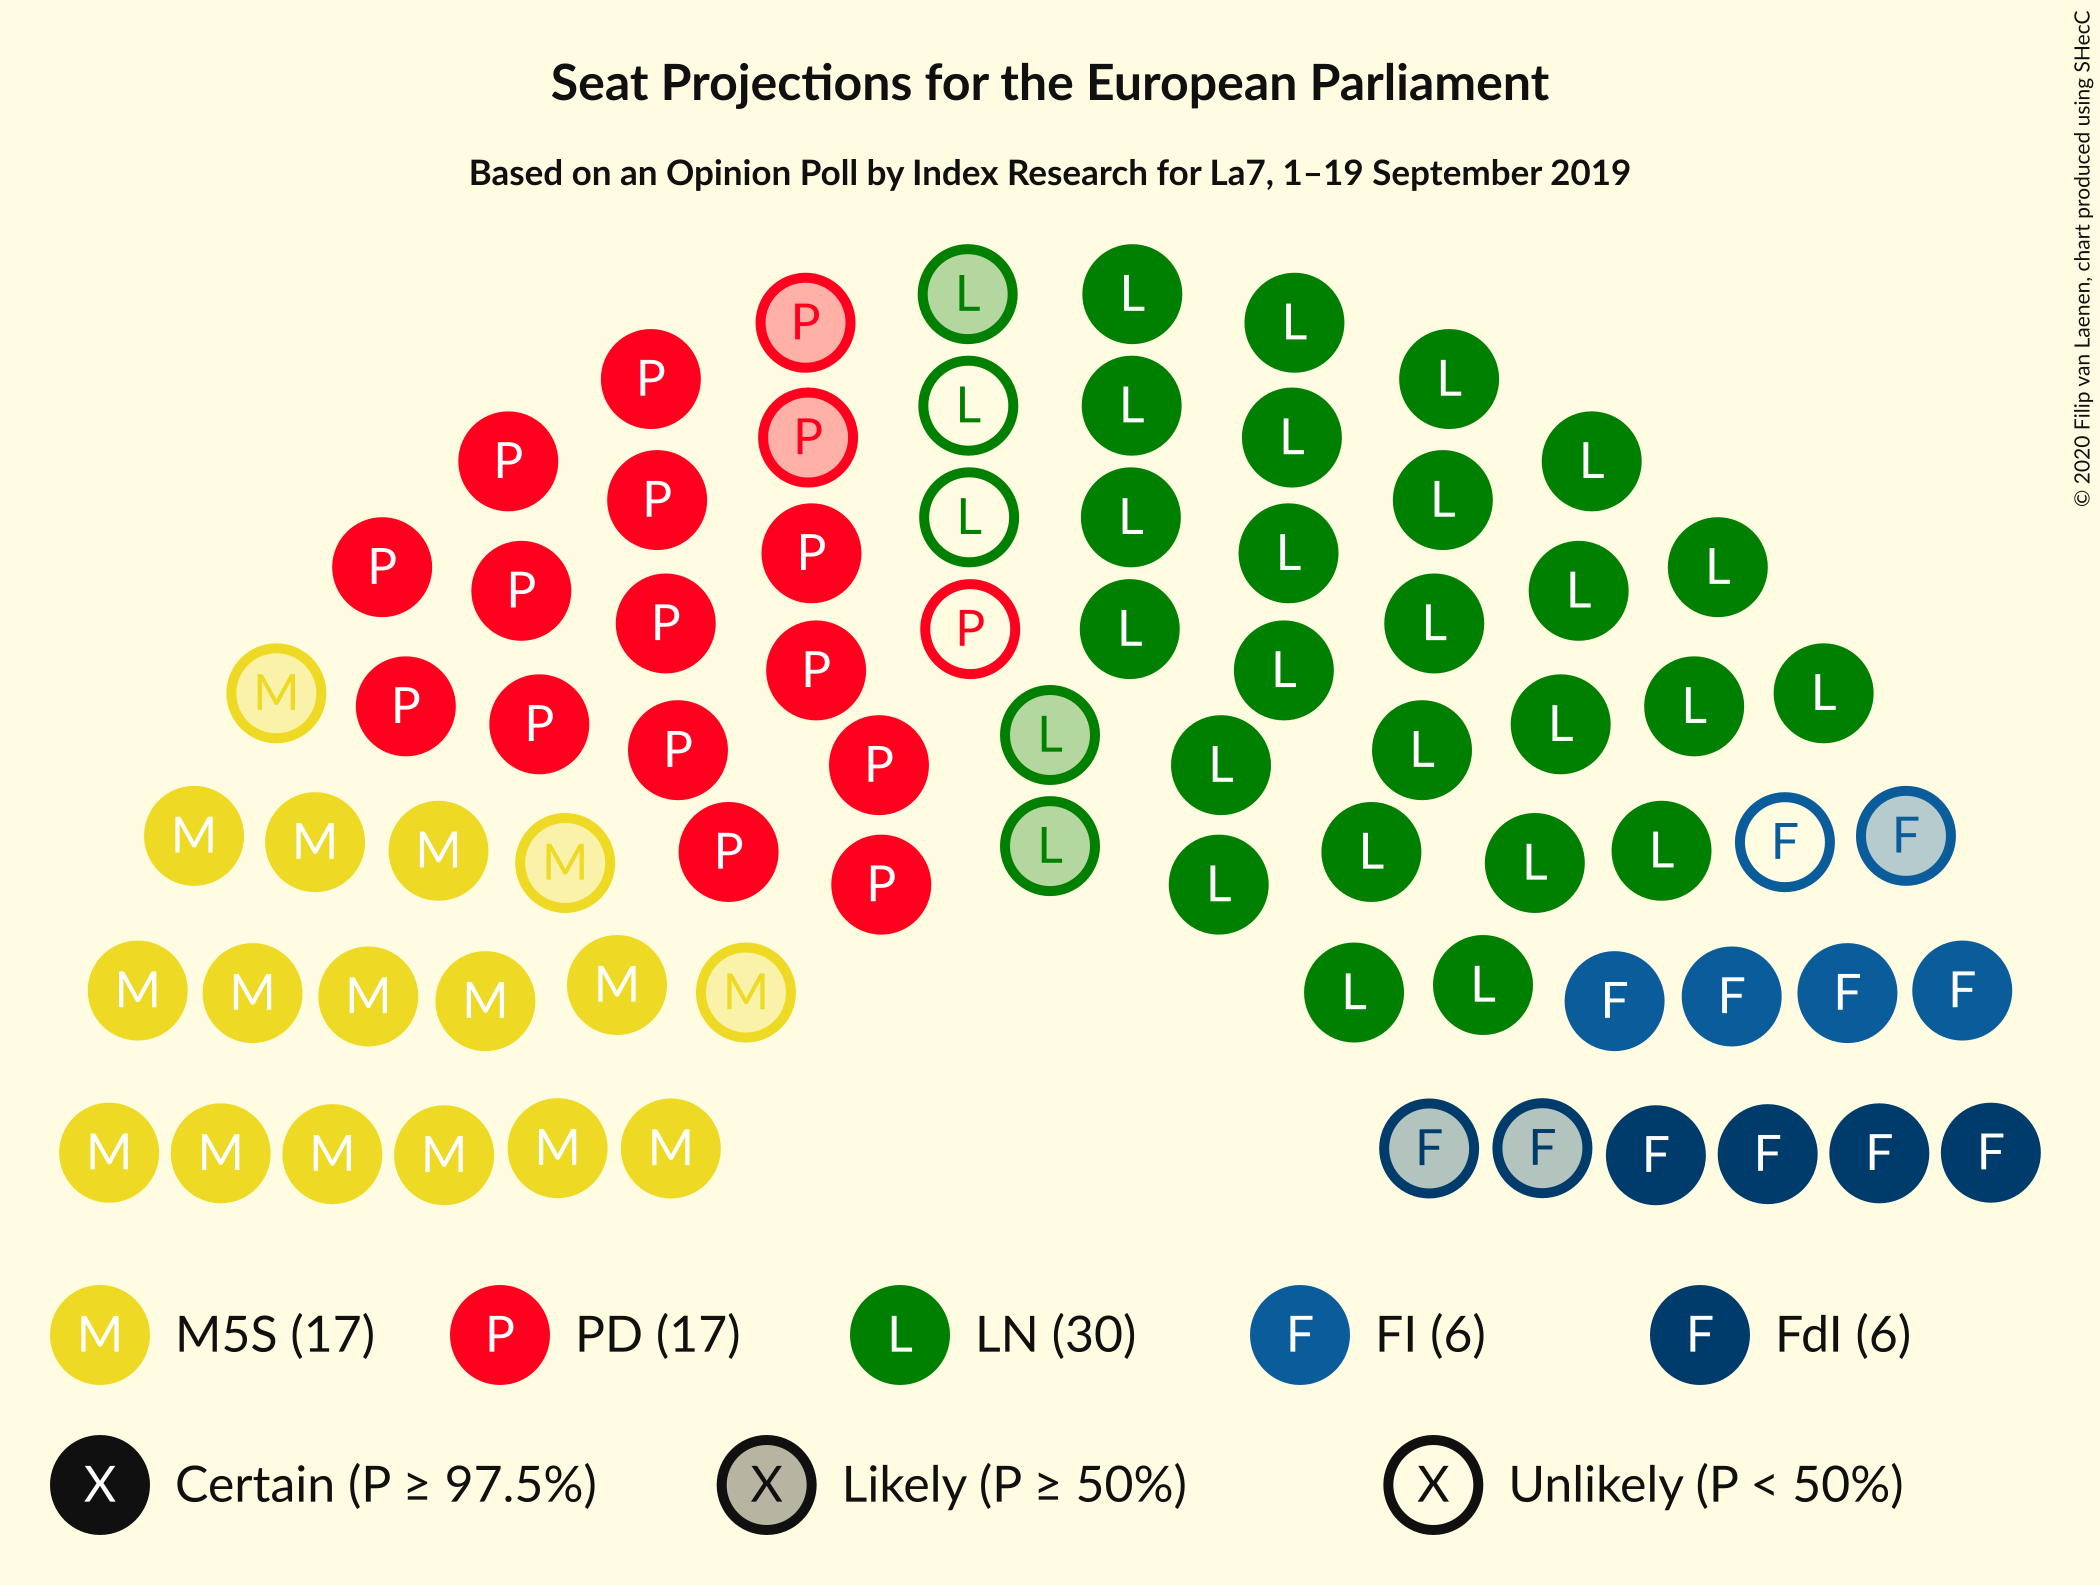 Seat Projections for the European Parliament
Based on an Opinion Poll by Index Research for La7, 1–19 September 2019
© 2020 Filip van Laenen, chart produced using SHecC
L L
P L
P L
P L L
P P L L
P L L L
P P L L
P P L L
P P L L
P L
M P P L L L
P P L L
P L L
M M L F F
M M P L L L
P L
M M M M M M L L F F F F
M M M M M M F F F F F F
M M5S (17) P PD (17) L LN (30) F FI (6) F FdI (6)
X Certain (P ≥ 97.5%) X Likely (P ≥ 50%) X Unlikely (P < 50%)